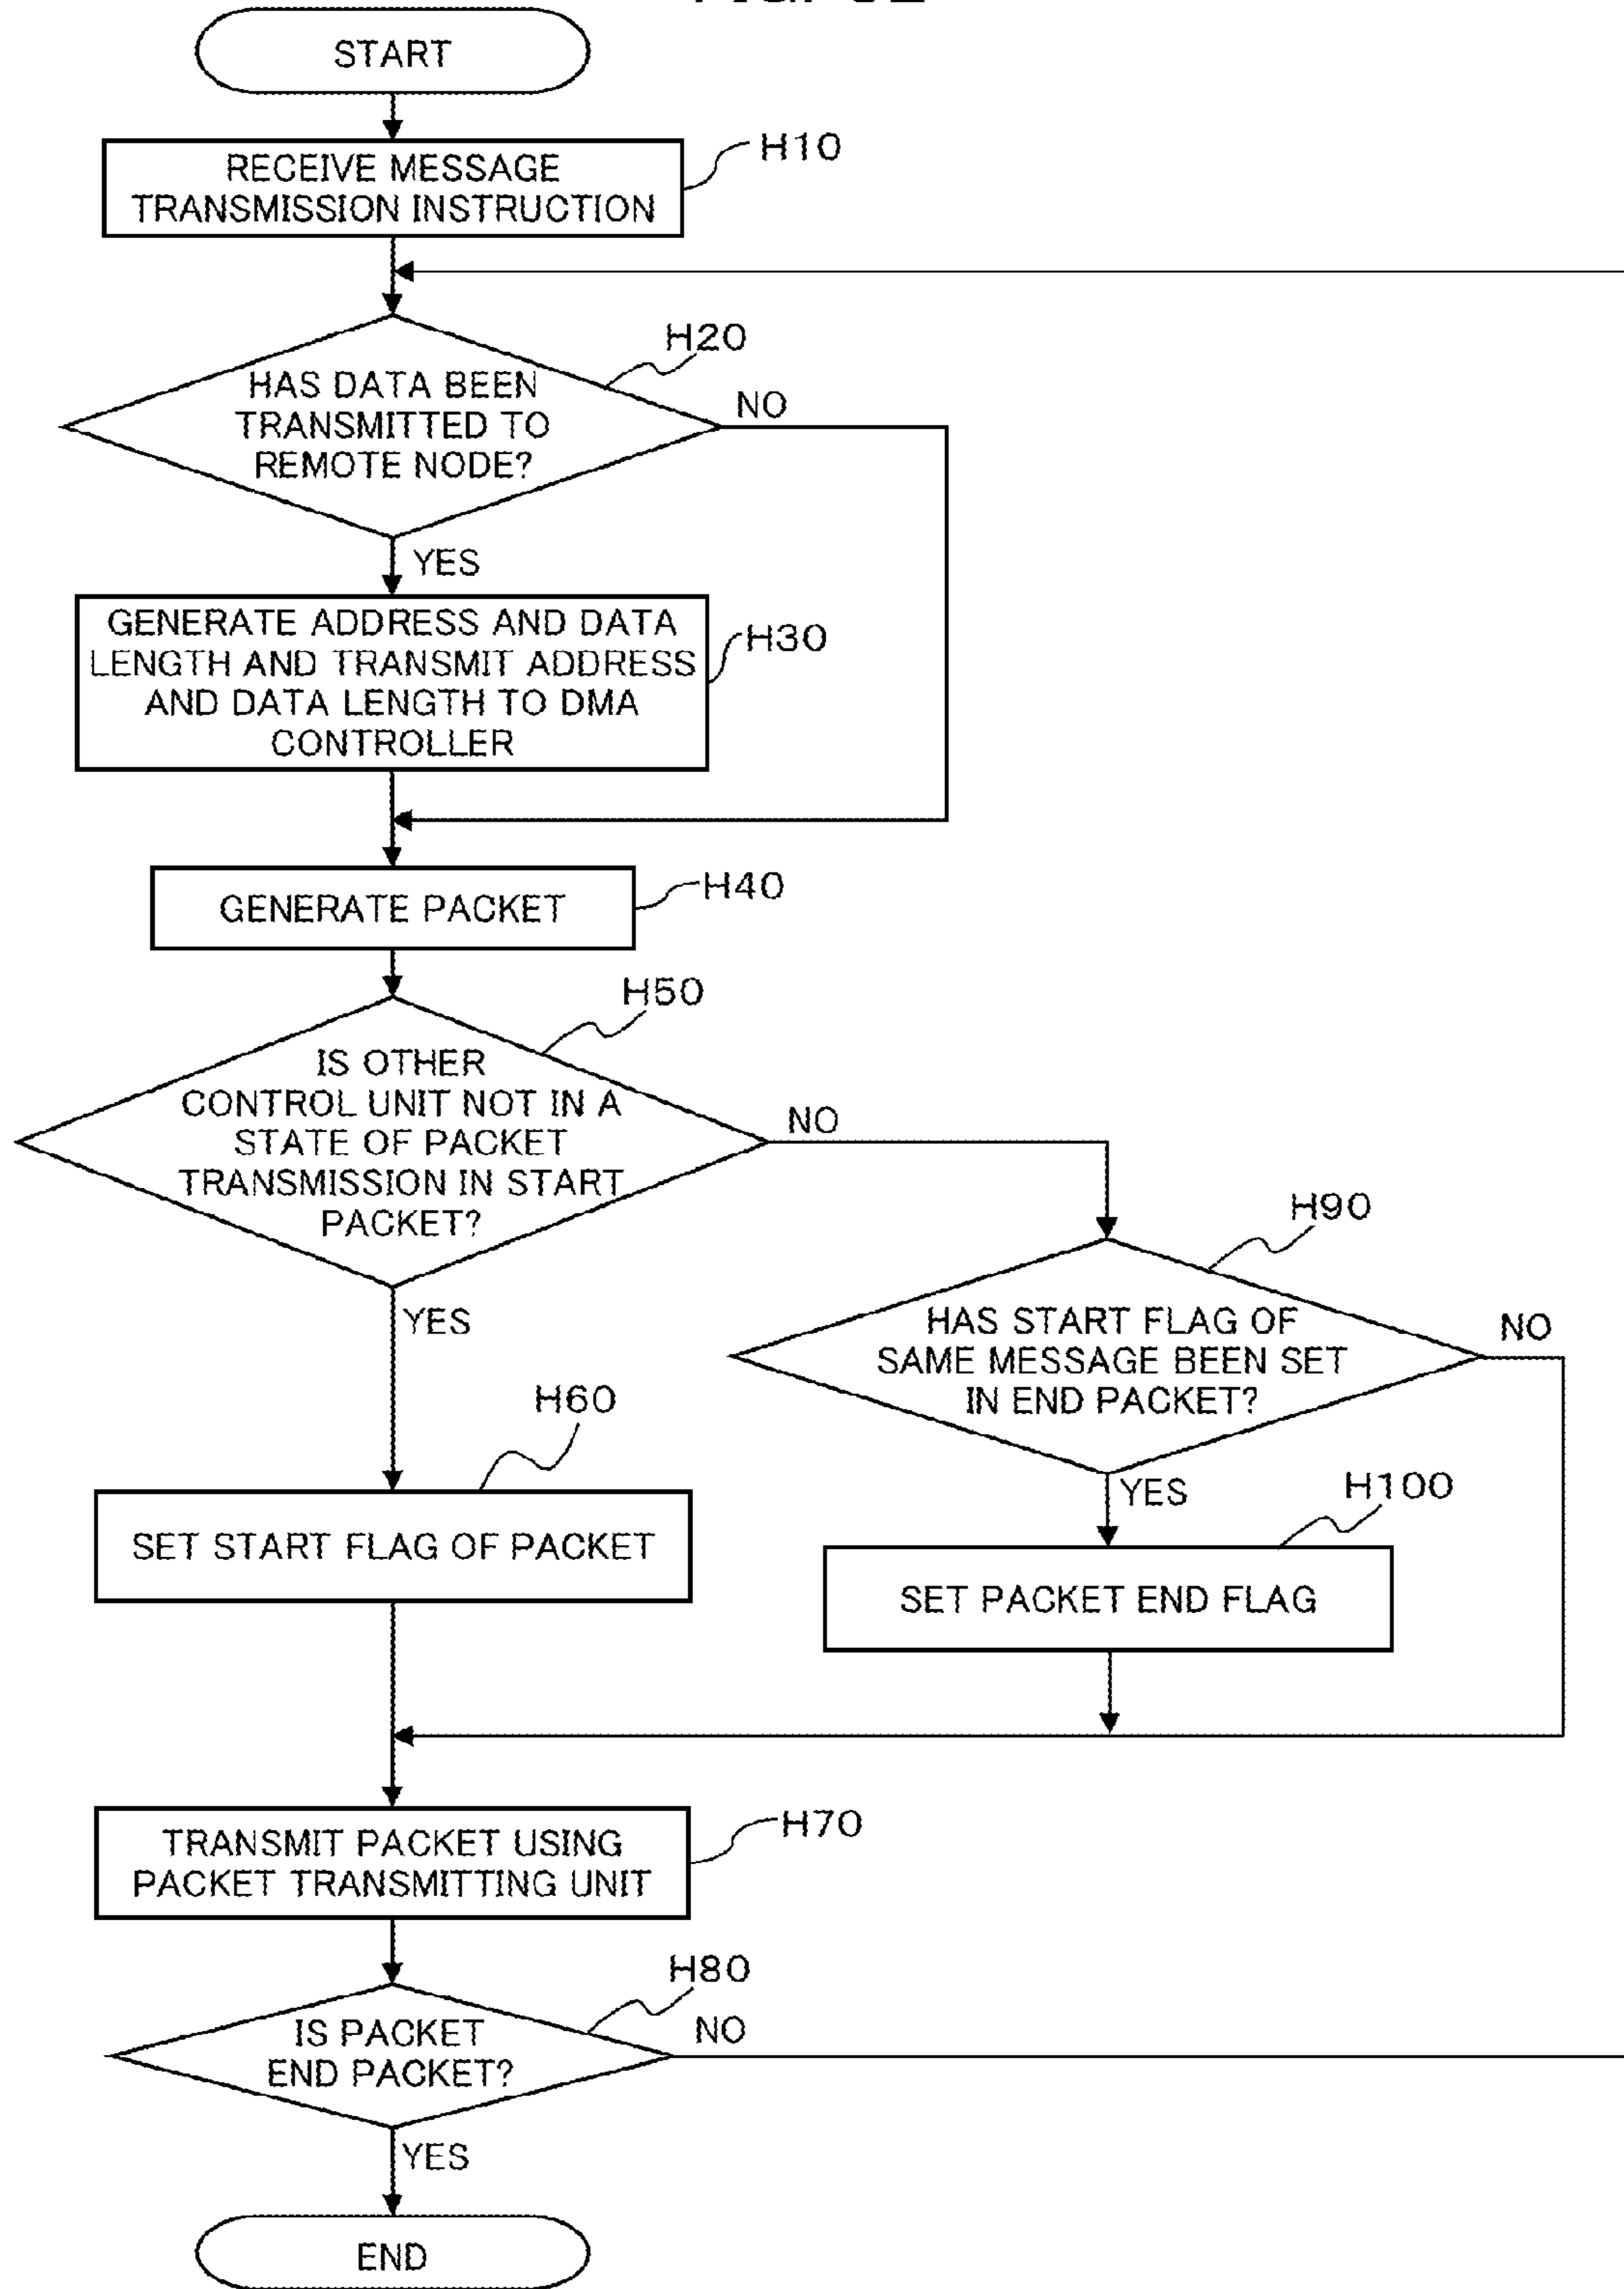 START
H10
RECEIVE MESSAGE
TRANSMISSION INSTRUCTION
H20
HAS DATA BEEN
TRANSMITTED TO
REMOTE NODE?
NO
YES
GENERATE ADDRESS AND DATA
LENGTH AND TRANSMIT ADDRESS
AND DATA LENGTH TO DMA
CONTROLLER
H30
H40
GENERATE PACKET
H50
IS OTHER
CONTROL UNIT NOT IN A
STATE OF PACKET
TRANSMISSION IN START
PACKET?
NO
YES
H90
HAS START FLAG OF
SAME MESSAGE BEEN SET
IN END PACKET?
NO
YES
H60
SET START FLAG OF PACKET
H100
SET PACKET END FLAG
H70
TRANSMIT PACKET USING
PACKET TRANSMITTING UNIT
H80
IS PACKET
END PACKET?
NO
YES
END